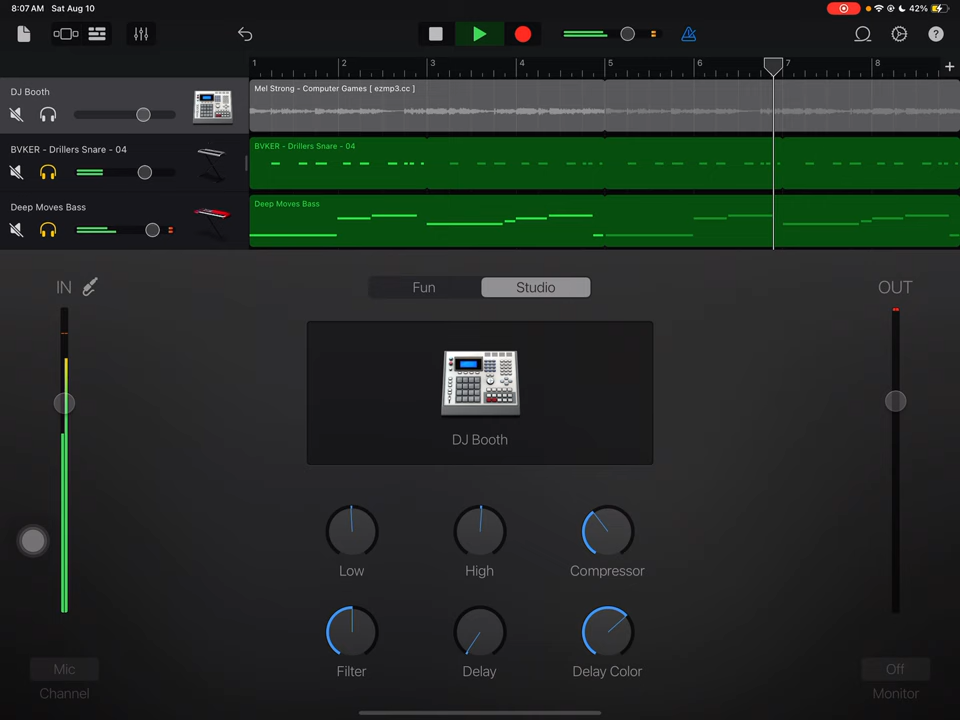 8:07 AM Sat Aug 10
42%
1 2 3 4 5 6 7 8
DJ Booth
Mel Strong - Computer Games [ ezmp3.cc ]
BVKER - Drillers Snare - 04
BVKER - Drillers Snare - 04
Deep Moves Bass
Deep Moves Bass
IN
Fun Studio
OUT
DJ Booth
Low High Compressor
Filter Delay Delay Color
Mic
Channel
Off
Monitor